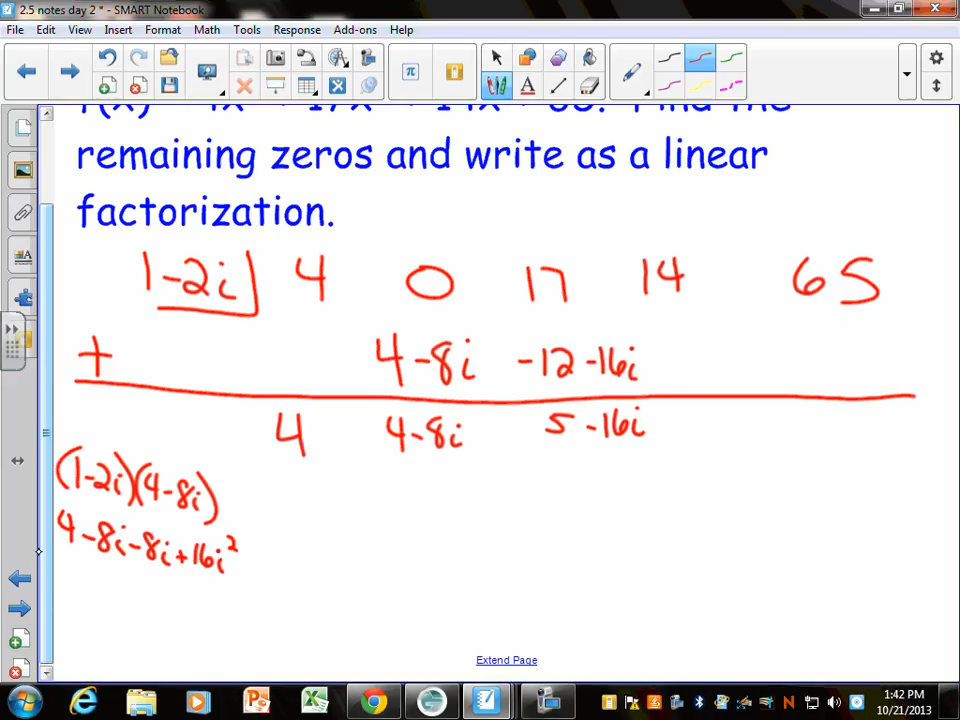 2.5 notes day 2 * - SMART Notebook
File Edit View Insert Format Math Tools Response Add-ons Help
remaining zeros and write as a linear
factorization.
1-2i 4 0 17 14 65
+ 4-8i -12-16i
4 4-8i 5-16i
(1-2i)(4-8i)
4-8i-8i+16i²
Extend Page
1:42 PM
10/21/2013